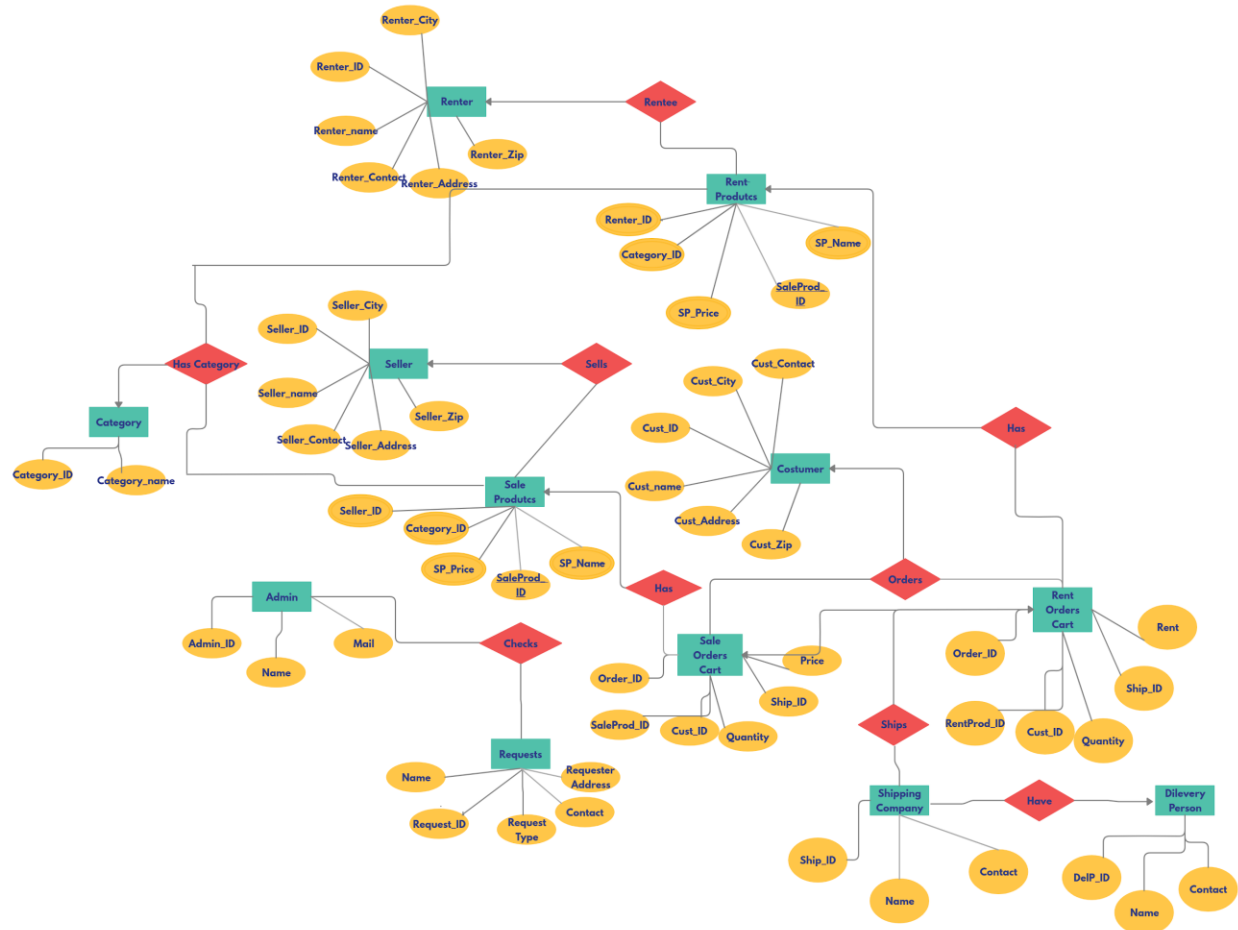 Renter_City
Renter_ID
Renter
Rentee
Renter_name
Renter_Zip
Renter_Contact
Renter_Address
Rent
Produtcs
Renter_ID
SP_Name
Category_ID
SaleProd_
ID
SP_Price
Seller_City
Seller_ID
Has Category
Seller
Sells
Cust_Contact
Cust_City
Seller_name
Seller_Zip
Category
Seller_Contact
Seller_Address
Cust_ID
Has
Category_ID
Category_name
Costumer
Cust_name
Sale
Produtcs
Seller_ID
Category_ID
Cust_Address
Cust_Zip
SP_Price
SP_Name
SaleProd_
ID
Has
Orders
Admin
Rent
Orders
Cart
Admin_ID
Mail
Checks
Name
Sale
Orders
Cart
Price
Order_ID
Rent
Order_ID
Ship_ID
Ship_ID
SaleProd_ID
Cust_ID
Quantity
Ships
RentProd_ID
Cust_ID
Quantity
Requests
Name
Requester
Address
Request_ID
Request
Type
Contact
Shipping
Company
Have
Dilevery
Person
Ship_ID
Name
Contact
DelP_ID
Name
Contact